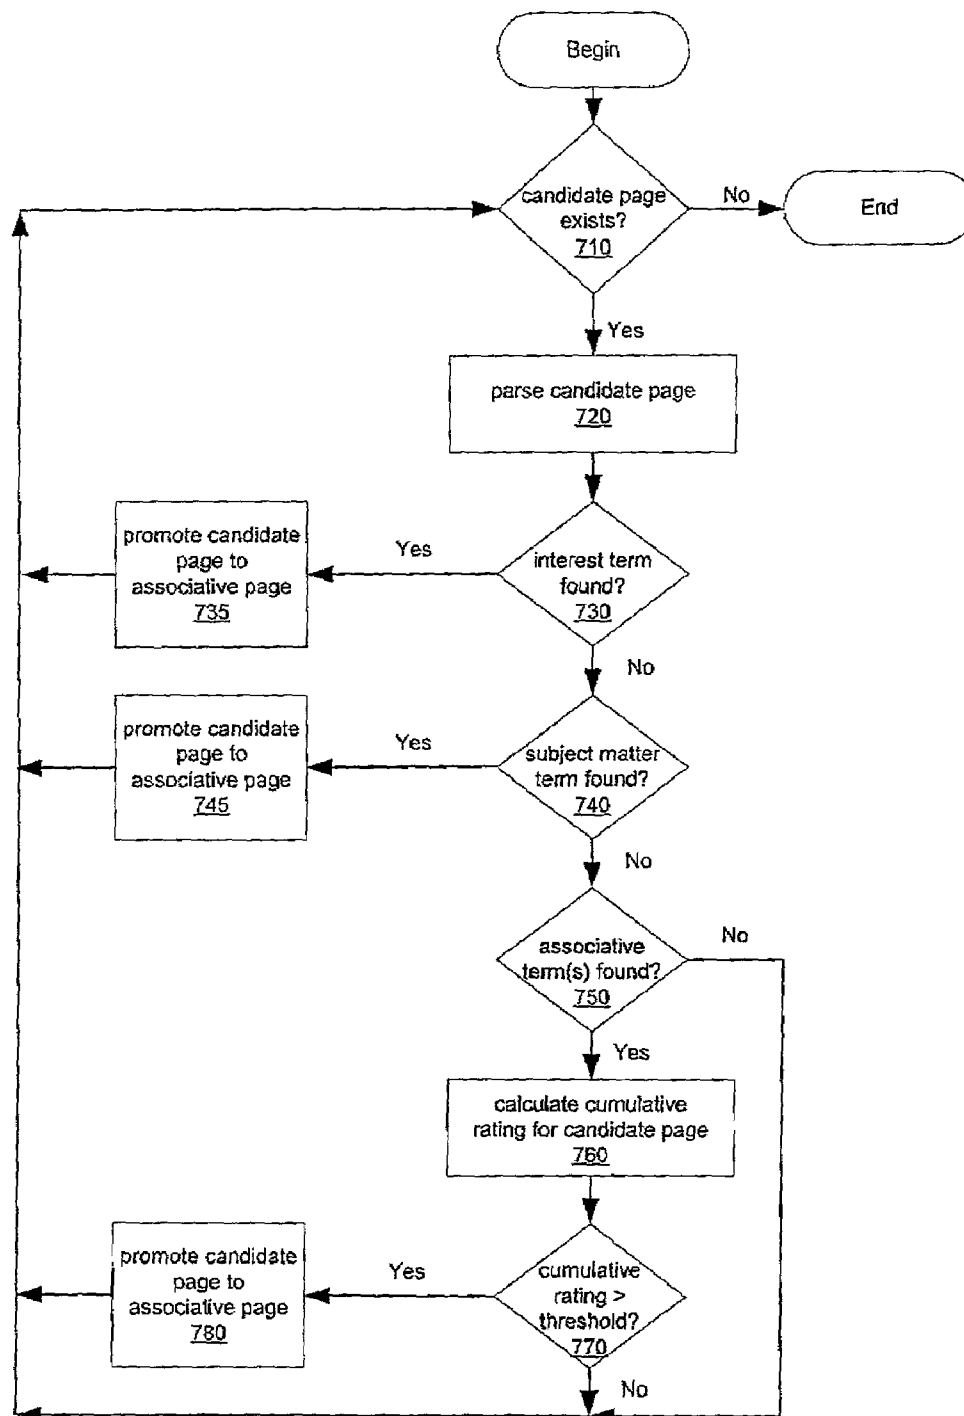 Begin
candidate page
exists?
710
No
End
Yes
parse candidate page
720
promote candidate
page to
associative page
735
Yes
interest term
found?
730
No
promote candidate
page to
associative page
745
Yes
subject matter
term found?
740
No
associative
term(s) found?
750
No
Yes
calculate cumulative
rating for candidate page
760
promote candidate
page to
associative page
780
Yes
cumulative
rating >
threshold?
770
No